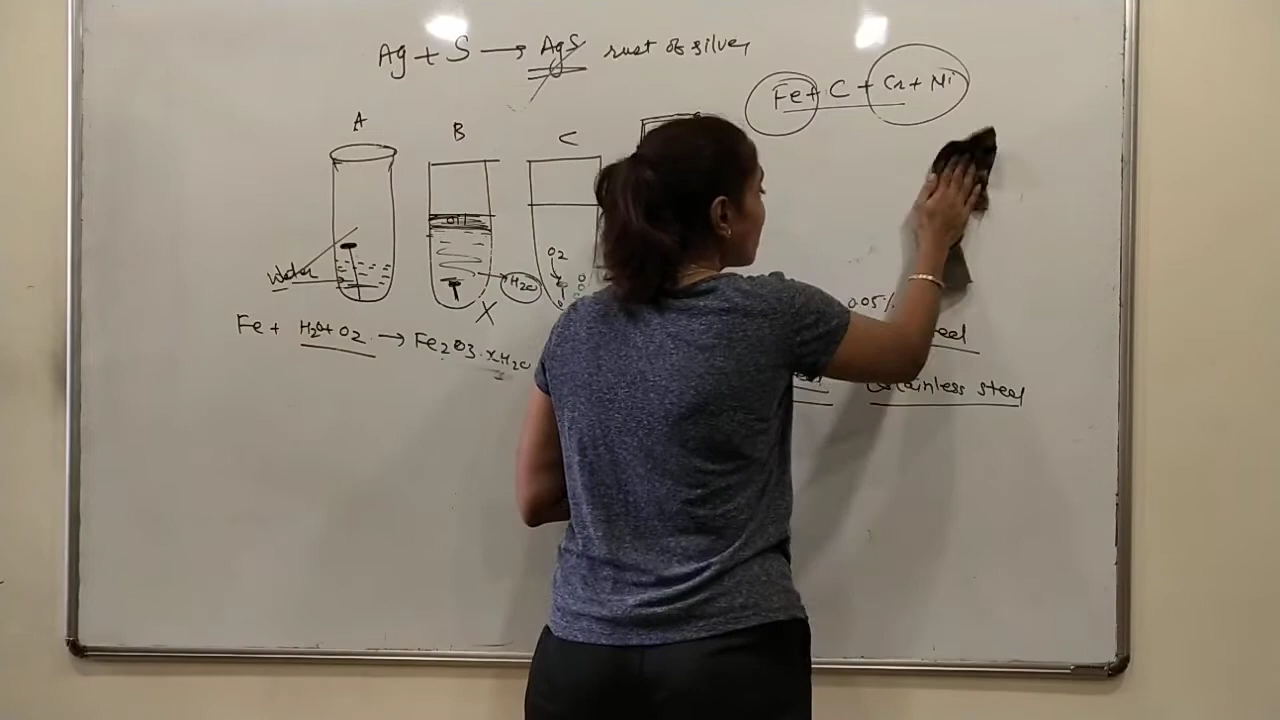 Ag + S → AgS rust of silver
Fe + C + Cr + Ni
A B C
O2
Water
H2O
X
0.05%
Fe + H2O + O2 → Fe2O3.xH2O
stainless steel